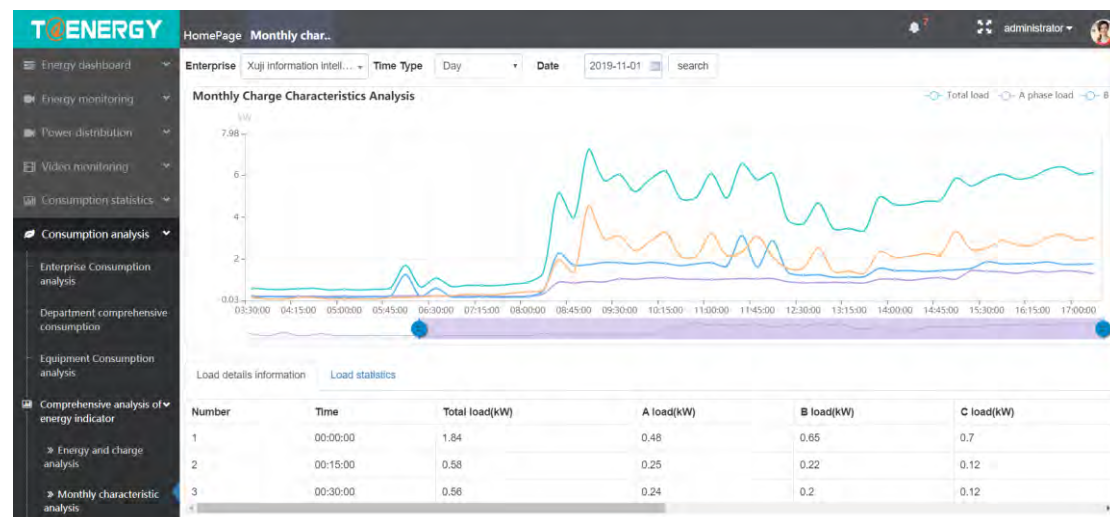 T@ENERGY
HomePage Monthly char..
7
administrator
Energy dashboard
Energy monitoring
Power distribution
Video monitoring
Consumption statistics
Consumption analysis
Enterprise Consumption
analysis
Department comprehensive
consumption
Equipment Consumption
analysis
Comprehensive analysis of
energy indicator
» Energy and charge
analysis
» Monthly characteristic
analysis
Enterprise Xuji information intell... Time Type Day Date 2019-11-01 search
Monthly Charge Characteristics Analysis
Total load A phase load B
kW
7.98
6
4
2
0.03
03:30:00 04:15:00 05:00:00 05:45:00 06:30:00 07:15:00 08:00:00 08:45:00 09:30:00 10:15:00 11:00:00 11:45:00 12:30:00 13:15:00 14:00:00 14:45:00 15:30:00 16:15:00 17:00:00
Load details information Load statistics
Number Time Total load(kW) A load(kW) B load(kW) C load(kW)
1 00:00:00 1.84 0.48 0.65 0.7
2 00:15:00 0.58 0.25 0.22 0.12
3 00:30:00 0.56 0.24 0.2 0.12